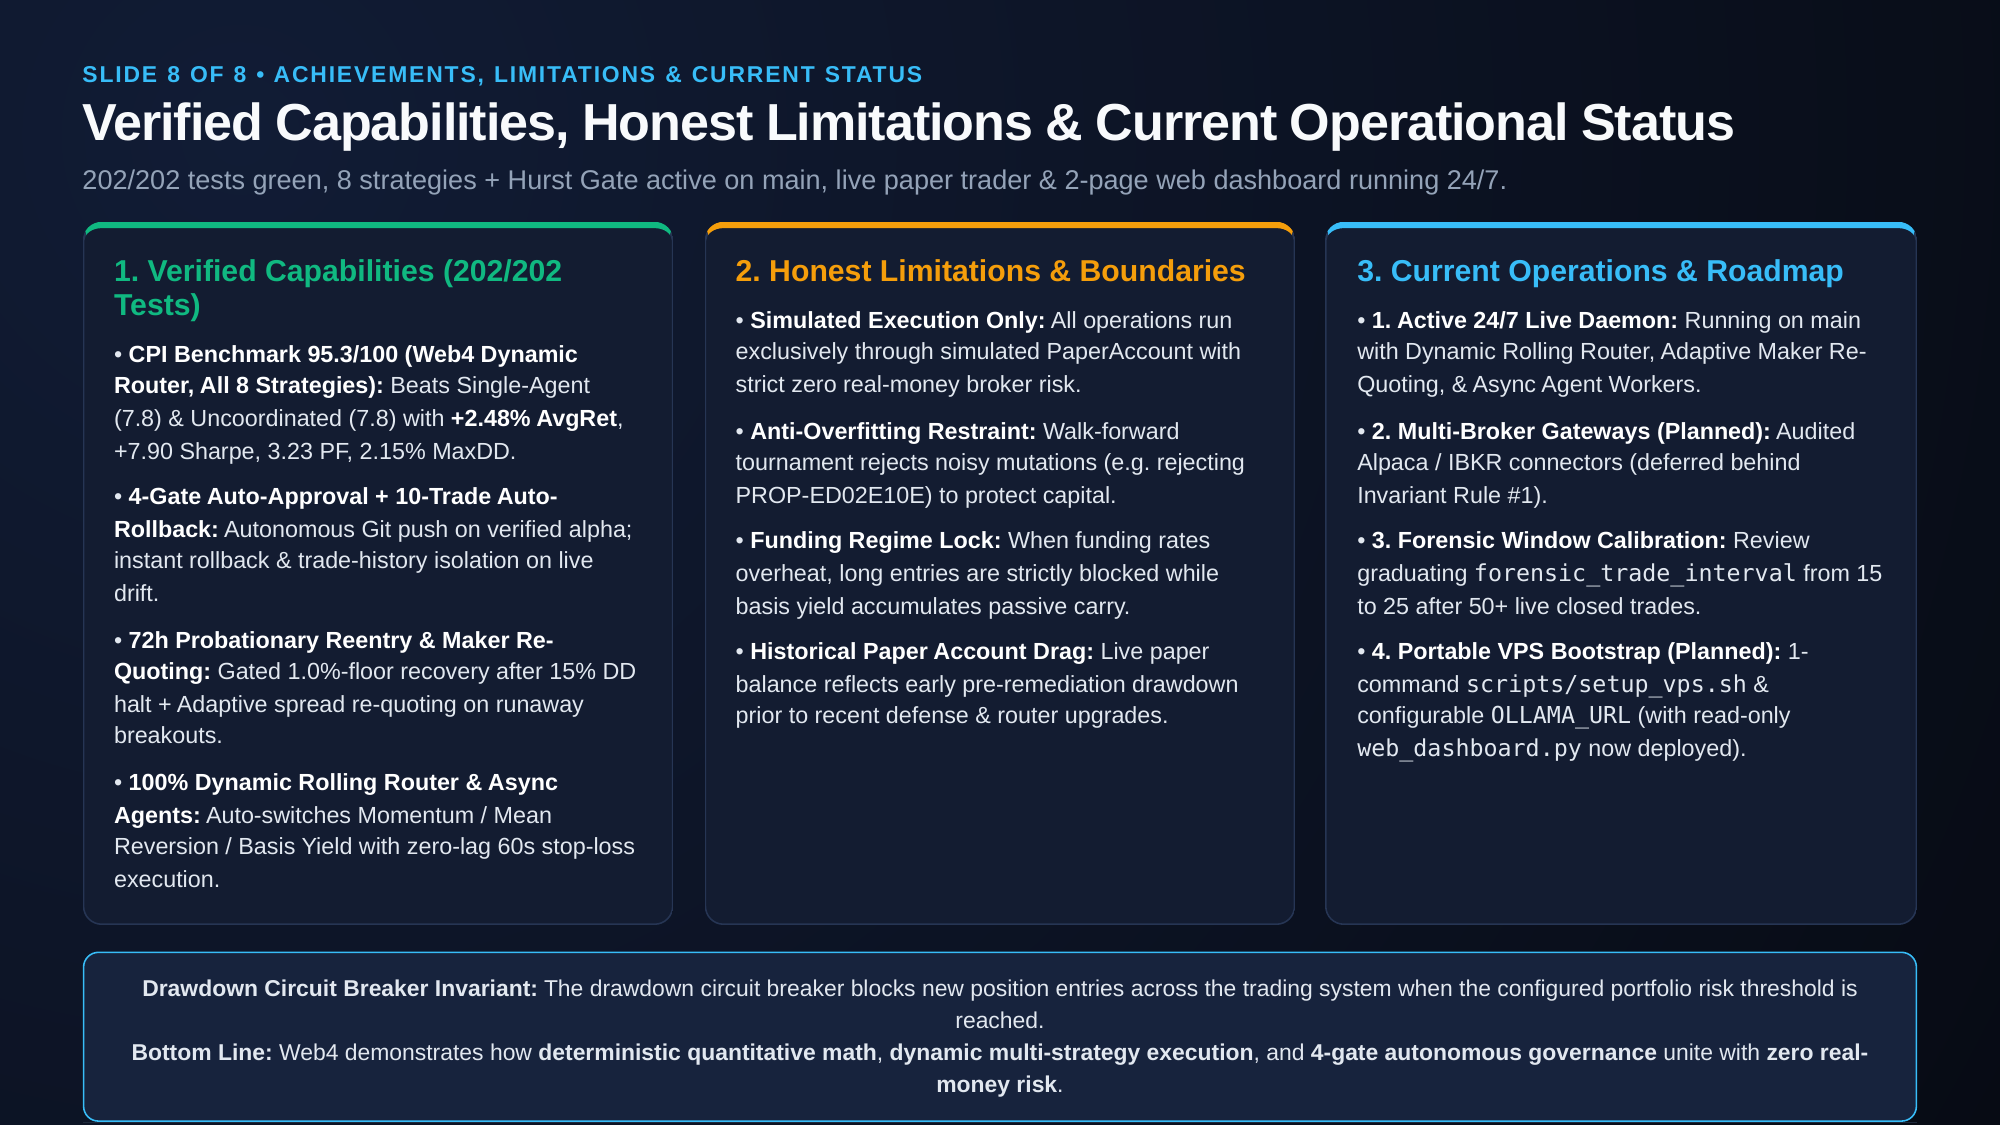 SLIDE 8 OF 8 • ACHIEVEMENTS, LIMITATIONS & CURRENT STATUS
Verified Capabilities, Honest Limitations & Current Operational Status
202/202 tests green, 8 strategies + Hurst Gate active on main, live paper trader & 2-page web dashboard running 24/7.
1. Verified Capabilities (202/202
Tests)
• CPI Benchmark 95.3/100 (Web4 Dynamic
Router, All 8 Strategies): Beats Single-Agent
(7.8) & Uncoordinated (7.8) with +2.48% AvgRet,
+7.90 Sharpe, 3.23 PF, 2.15% MaxDD.
• 4-Gate Auto-Approval + 10-Trade Auto-
Rollback: Autonomous Git push on verified alpha;
instant rollback & trade-history isolation on live
drift.
• 72h Probationary Reentry & Maker Re-
Quoting: Gated 1.0%-floor recovery after 15% DD
halt + Adaptive spread re-quoting on runaway
breakouts.
• 100% Dynamic Rolling Router & Async
Agents: Auto-switches Momentum / Mean
Reversion / Basis Yield with zero-lag 60s stop-loss
execution.
2. Honest Limitations & Boundaries
• Simulated Execution Only: All operations run
exclusively through simulated PaperAccount with
strict zero real-money broker risk.
• Anti-Overfitting Restraint: Walk-forward
tournament rejects noisy mutations (e.g. rejecting
PROP-ED02E10E) to protect capital.
• Funding Regime Lock: When funding rates
overheat, long entries are strictly blocked while
basis yield accumulates passive carry.
• Historical Paper Account Drag: Live paper
balance reflects early pre-remediation drawdown
prior to recent defense & router upgrades.
3. Current Operations & Roadmap
• 1. Active 24/7 Live Daemon: Running on main
with Dynamic Rolling Router, Adaptive Maker Re-
Quoting, & Async Agent Workers.
• 2. Multi-Broker Gateways (Planned): Audited
Alpaca / IBKR connectors (deferred behind
Invariant Rule #1).
• 3. Forensic Window Calibration: Review
graduating forensic_trade_interval from 15
to 25 after 50+ live closed trades.
• 4. Portable VPS Bootstrap (Planned): 1-
command scripts/setup_vps.sh &
configurable OLLAMA_URL (with read-only
web_dashboard.py now deployed).
Drawdown Circuit Breaker Invariant: The drawdown circuit breaker blocks new position entries across the trading system when the configured portfolio risk threshold is
reached.
Bottom Line: Web4 demonstrates how deterministic quantitative math, dynamic multi-strategy execution, and 4-gate autonomous governance unite with zero real-
money risk.